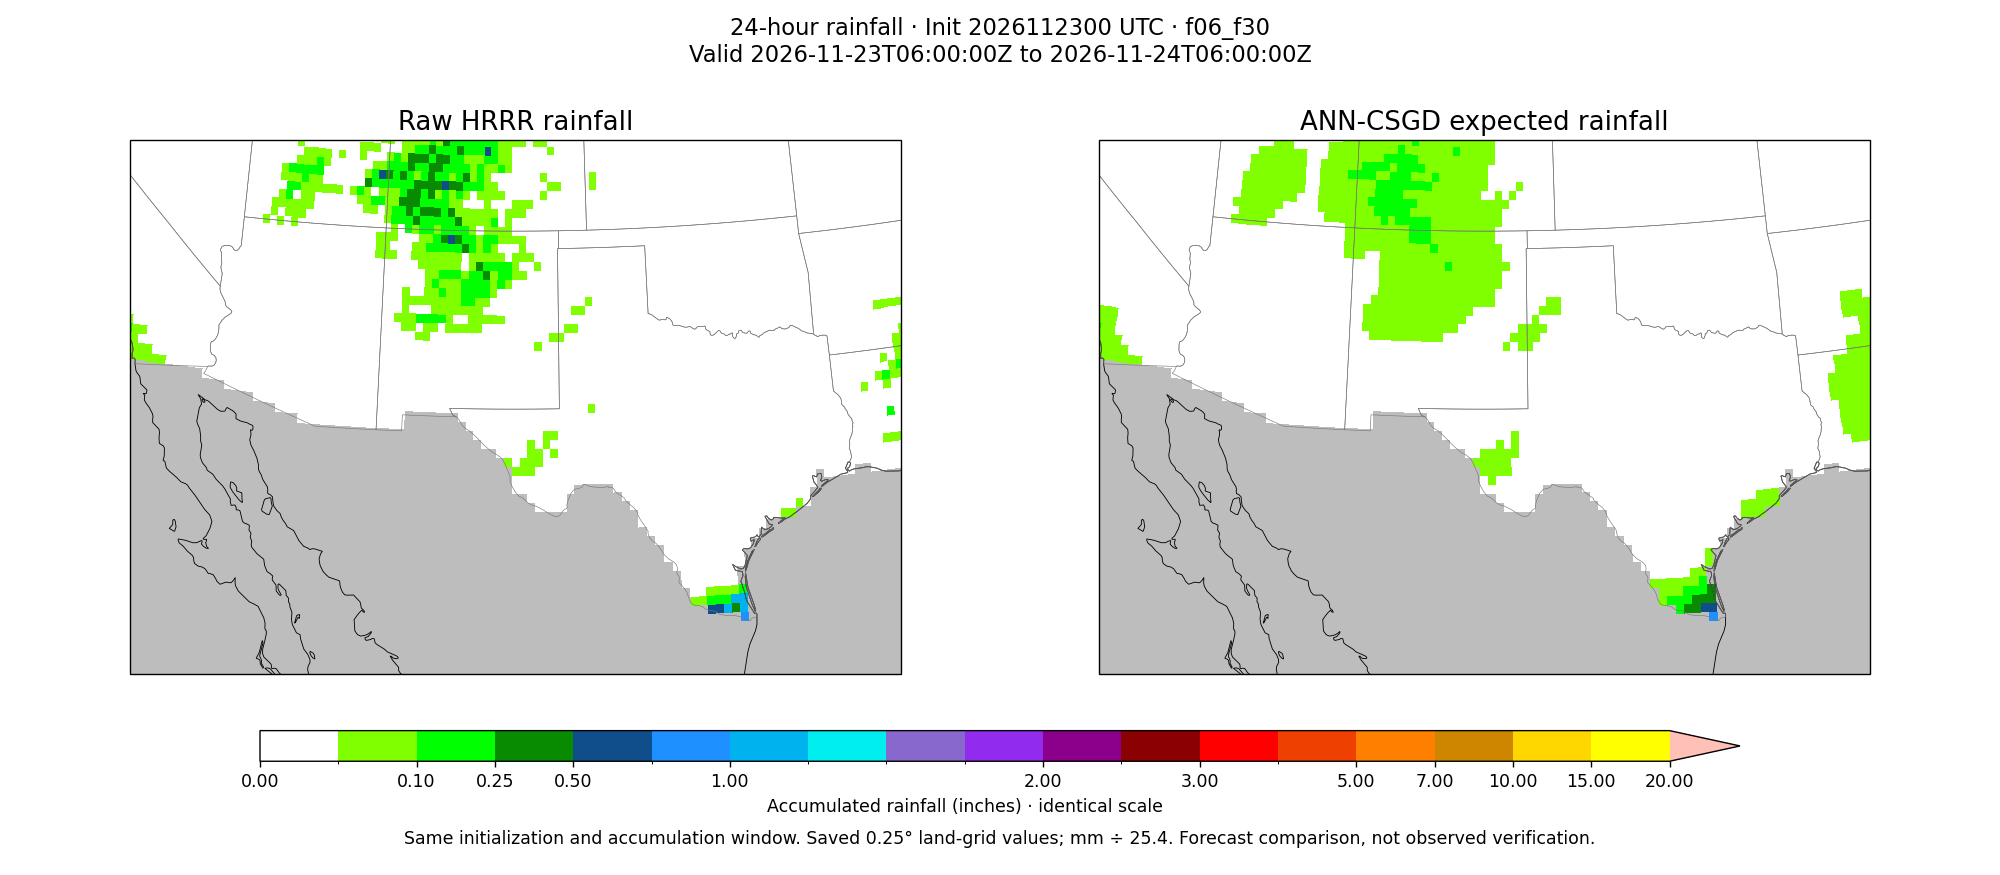 24-hour rainfall · Init 2026112300 UTC · f06_f30
Valid 2026-11-23T06:00:00Z to 2026-11-24T06:00:00Z
Raw HRRR rainfall
ANN-CSGD expected rainfall
0.00 0.10 0.25 0.50 1.00 2.00 3.00 5.00 7.00 10.00 15.00 20.00
Accumulated rainfall (inches) · identical scale
Same initialization and accumulation window. Saved 0.25° land-grid values; mm ÷ 25.4. Forecast comparison, not observed verification.